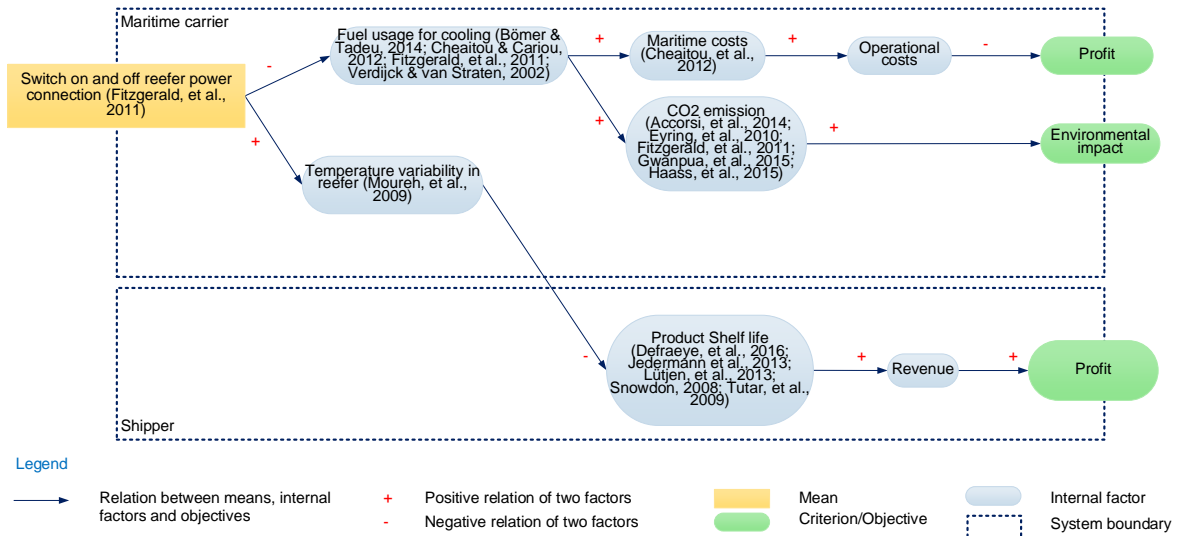 Maritime carrier
Switch on and off reefer power
connection (Fitzgerald, et al.,
2011)
-
+
Fuel usage for cooling (Bömer &
Tadeu, 2014; Cheaitou & Cariou,
2012; Fitzgerald, et al., 2011;
Verdijck & van Straten, 2002)
+
+
Maritime costs
(Cheaitou, et al.,
2012)
+
Operational
costs
-
Profit
CO2 emission
(Accorsi, et al., 2014;
Eyring, et al., 2010;
Fitzgerald, et al., 2011;
Gwanpua, et al., 2015;
Haass, et al., 2015)
+
Environmental
impact
Temperature variability in
reefer (Moureh, et al.,
2009)
-
Product Shelf life
(Defraeye, et al., 2016;
Jedermann et al., 2013;
Lütjen, et al., 2013;
Snowdon, 2008; Tutar, et al.,
2009)
+
Revenue
+
Profit
Shipper
Legend
Relation between means, internal
factors and objectives
+ Positive relation of two factors
- Negative relation of two factors
Mean
Criterion/Objective
Internal factor
System boundary